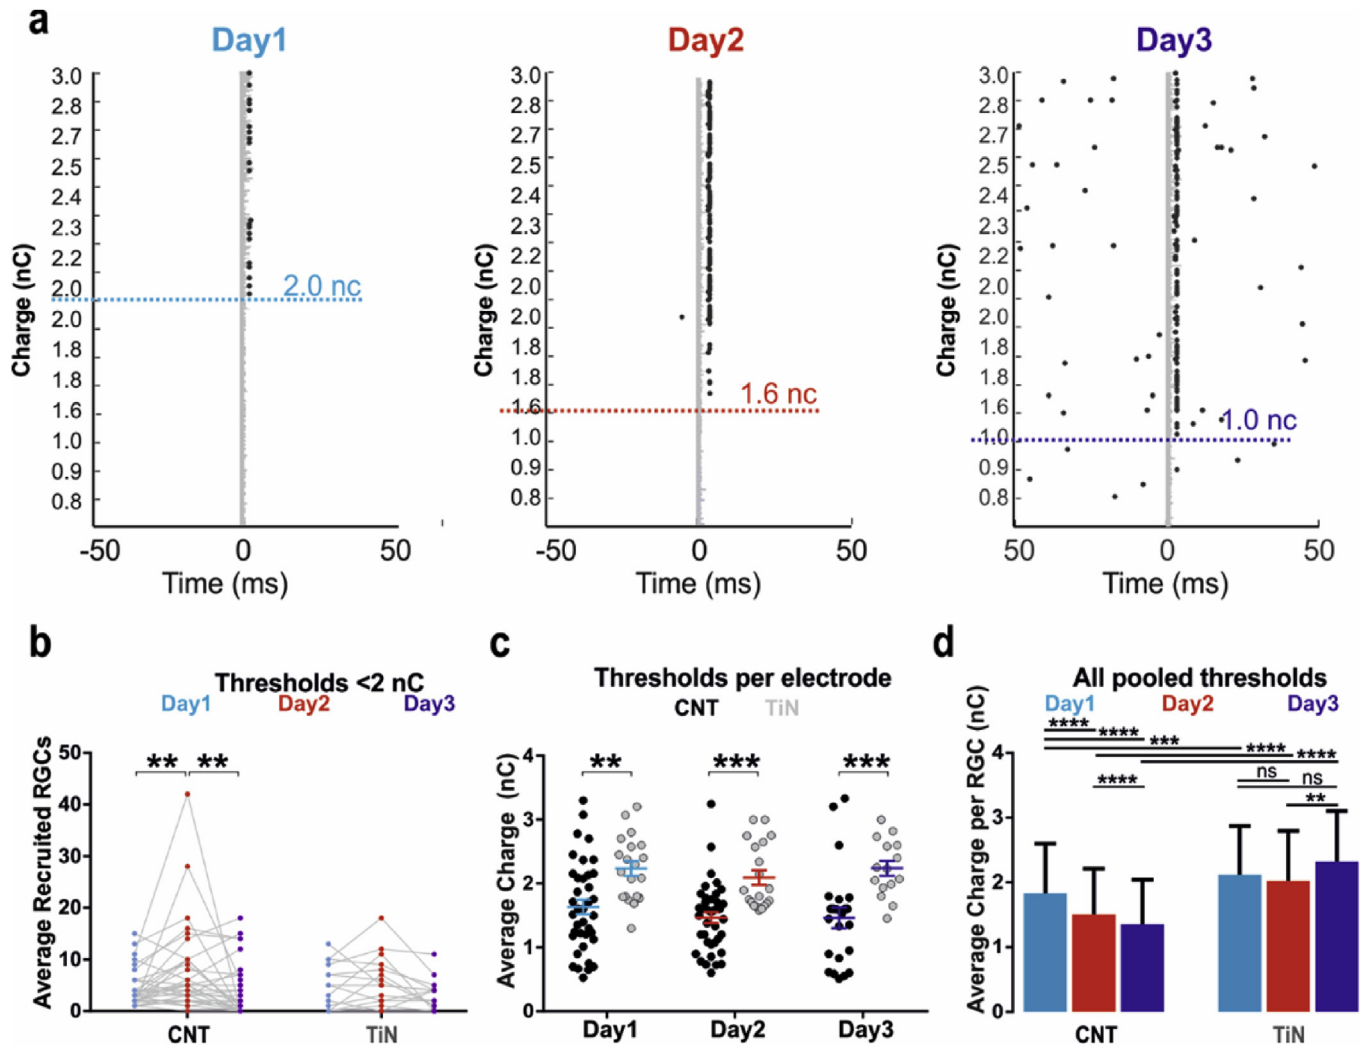 a
Day1
Day2
Day3
Charge (nC)
3.0
2.8
2.7
2.5
2.4
2.3
2.2
2.0
2.0
1.8
1.8
1.6
1.0
0.9
0.8
2.0 nc
-50
0
50
Time (ms)
Charge (nC)
3.0
2.8
2.7
2.5
2.4
2.3
2.2
2.0
2.0
1.8
1.8
1.6
1.0
0.9
0.8
1.6 nc
-50
0
50
Time (ms)
Charge (nC)
3.0
2.8
2.7
2.5
2.4
2.3
2.2
2.0
2.0
1.8
1.8
1.6
1.0
0.9
0.8
1.0 nc
50
0
50
Time (ms)
b
Thresholds <2 nC
Day1 Day2 Day3
Average Recruited RGCs
50
40
30
20
10
0
** **
CNT TiN
c
Thresholds per electrode
CNT TiN
Average Charge (nC)
4
3
2
1
0
** *** ***
Day1 Day2 Day3
d
All pooled thresholds
Day1 Day2 Day3
Average Charge per RGC (nC)
4
3
2
1
0
****
****
***
****
****
ns
ns
****
**
CNT TiN